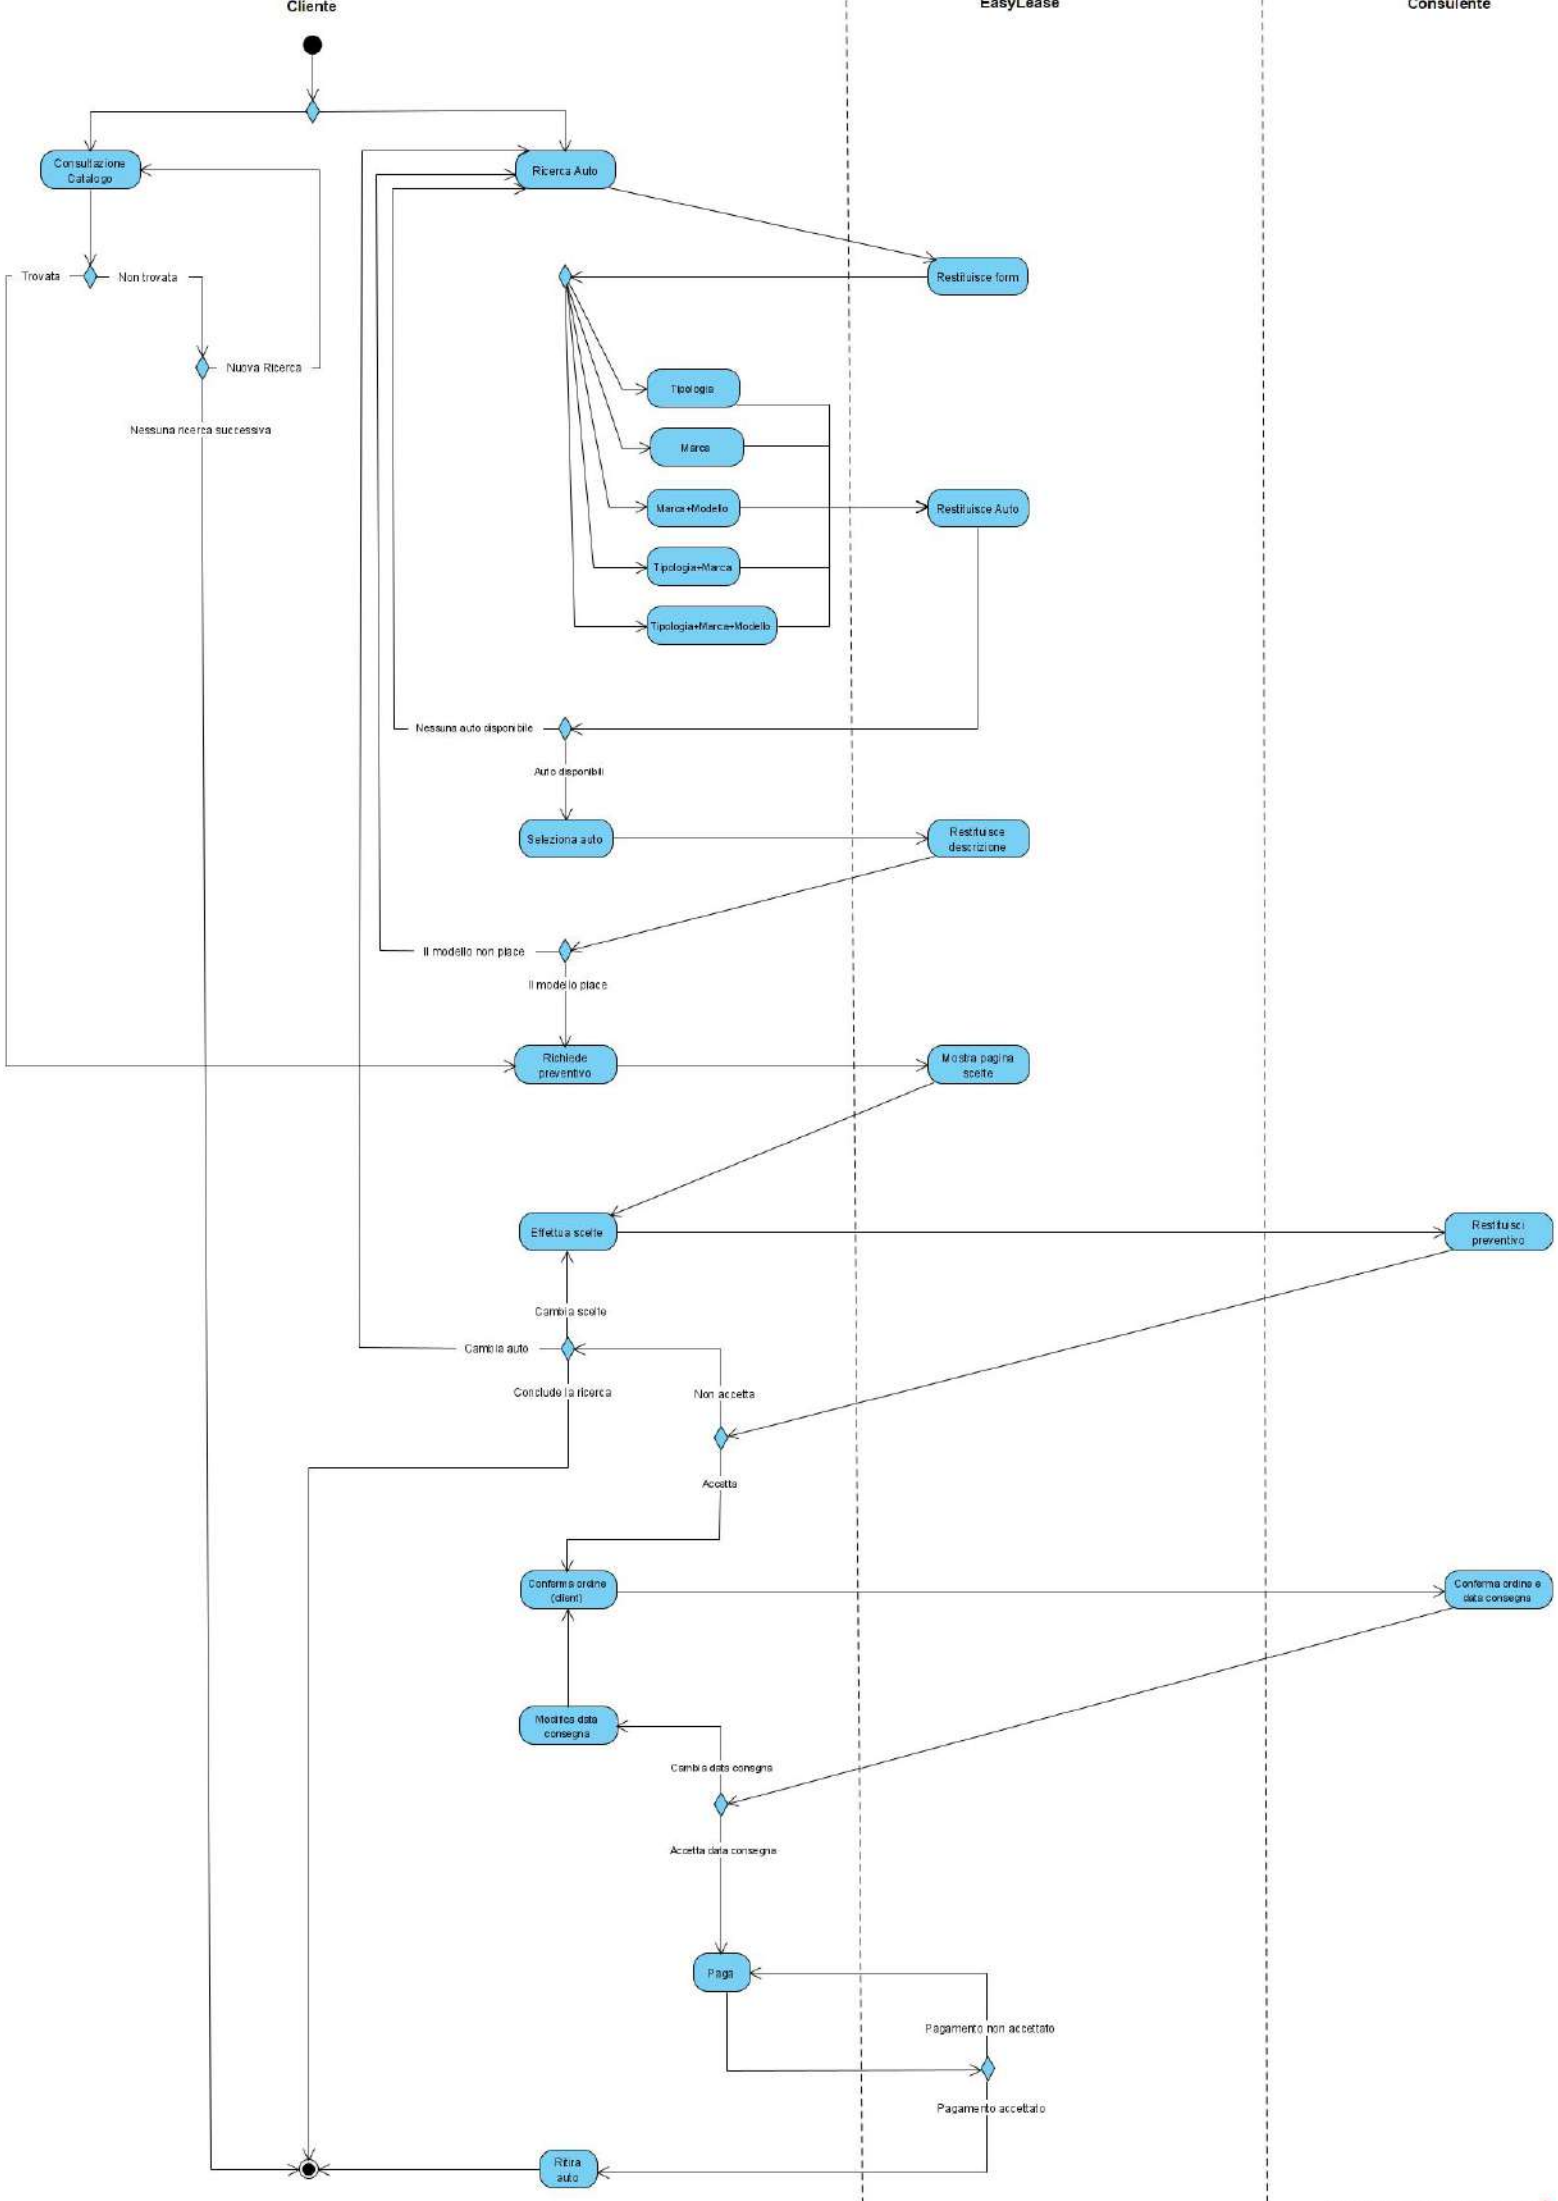 Cliente
EasyLease
Consulente
Consultazione
Catalogo
Ricerca Auto
Trovata
Non trovata
Restituisce form
Nuova Ricerca
Tipologia
Nessuna ricerca successiva
Marca
Marca+Modello
Restituisce Auto
Tipologia+Marca
Tipologia+Marca+Modello
Nessuna auto disponibile
Auto disponibili
Seleziona auto
Restituisce
descrizione
Il modello non piace
Il modello piace
Richiede
preventivo
Mostra pagina
scelte
Effettua scelte
Restituisci
preventivo
Cambia scelte
Cambia auto
Conclude la ricerca
Non accetta
Accetta
Conferma ordine
(client)
Conferma ordine e
data consegna
Modifica data
consegna
Cambia data consgna
Accetta data consegna
Paga
Pagamento non accettato
Pagamento accettato
Ritira
auto